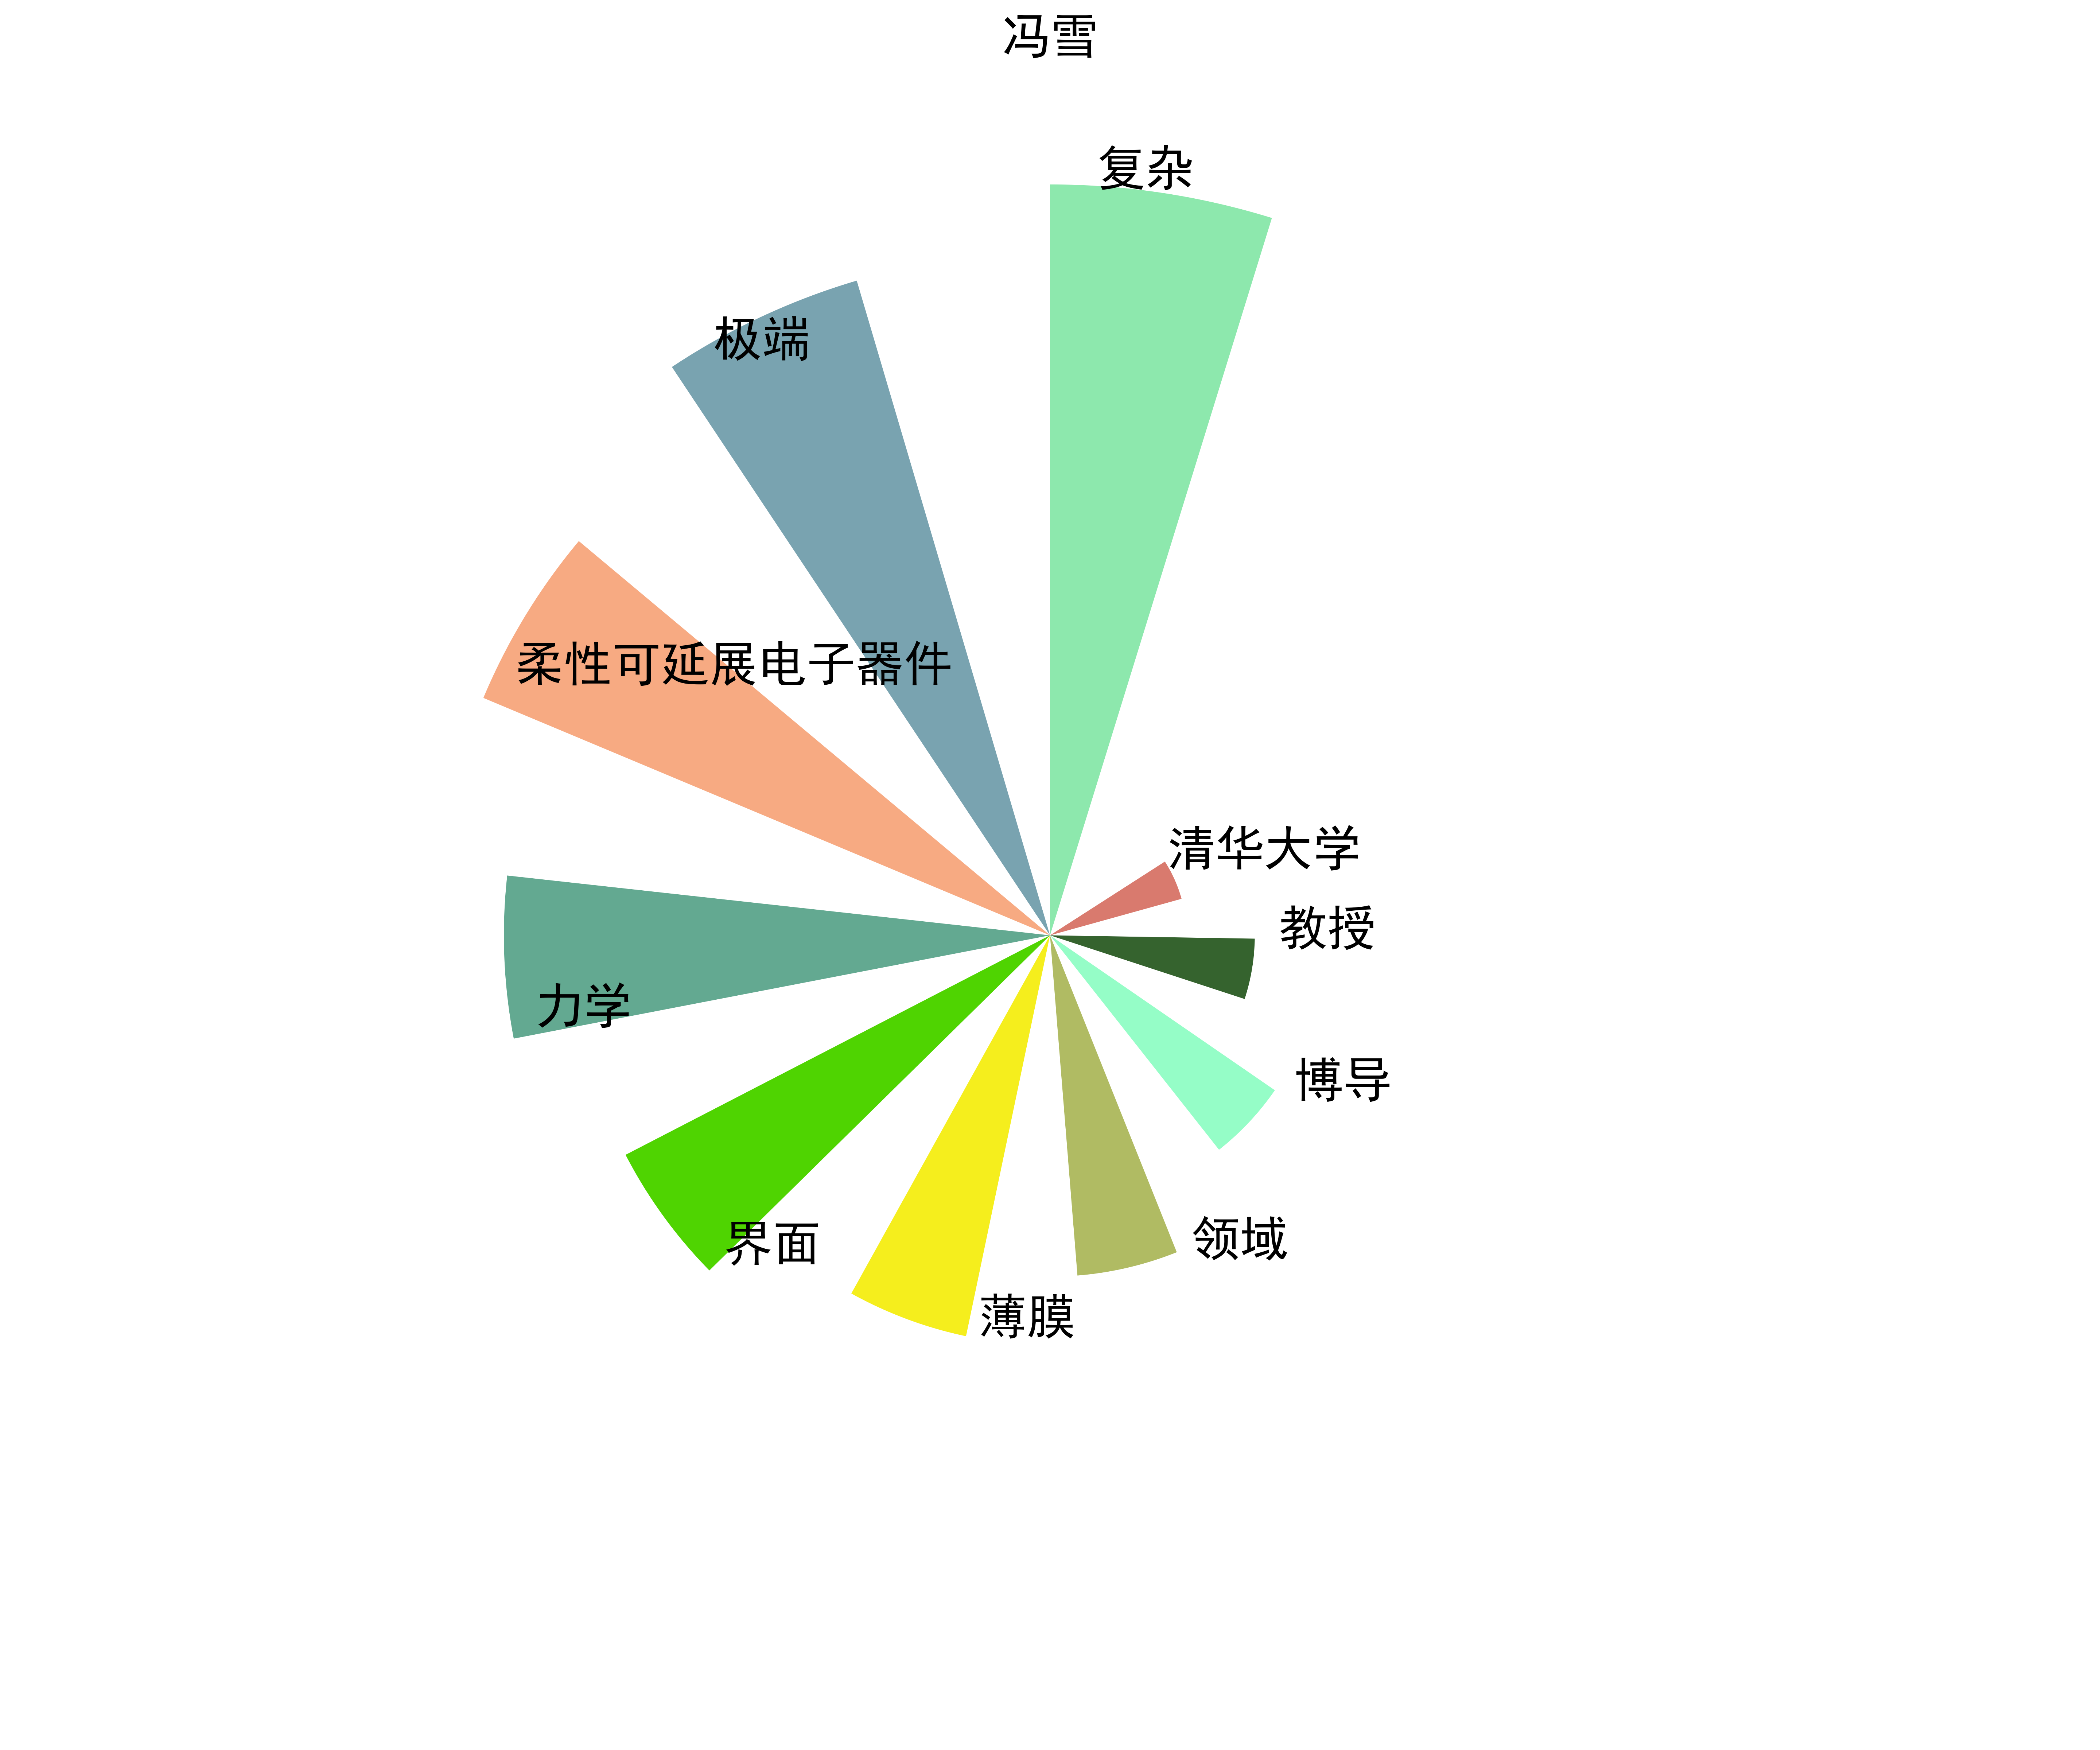 冯雪
复杂
极端
柔性可延展电子器件
清华大学
教授
力学
博导
领域
界面
薄膜